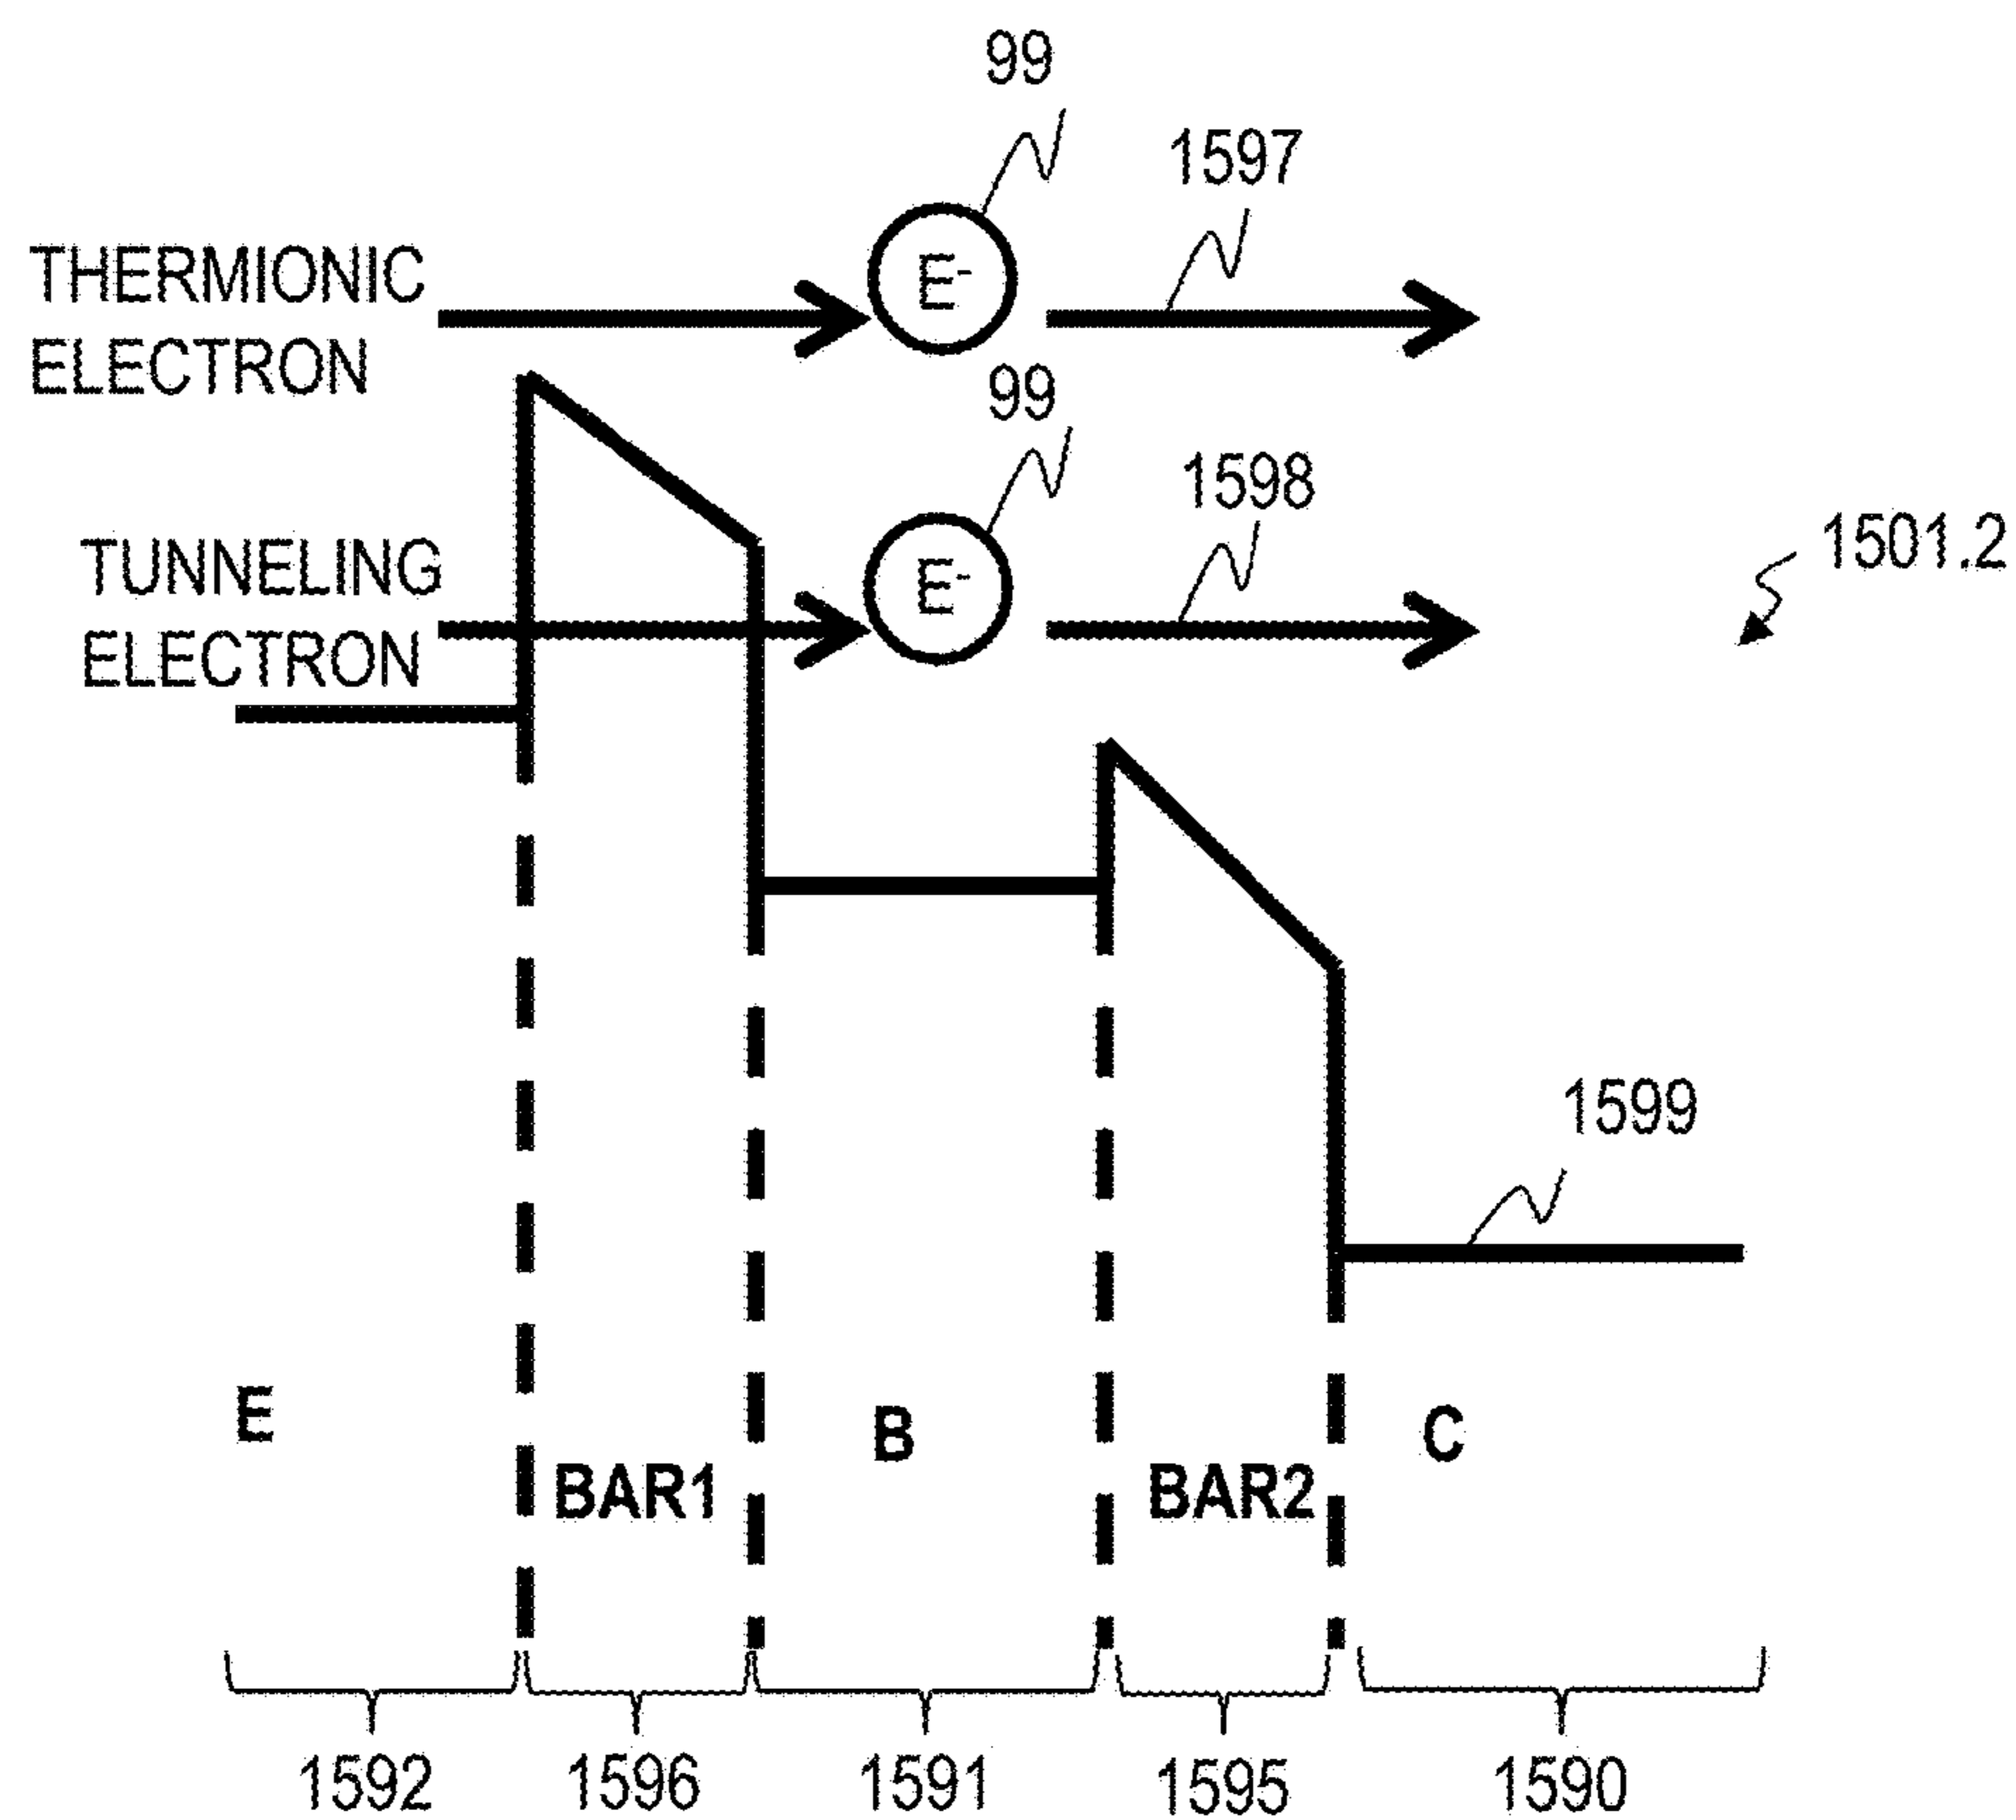 99
1597
THERMIONIC
ELECTRON
E-
99
1598
TUNNELING
ELECTRON
E-
1501.2
1599
E
B
C
BAR1
BAR2
1592
1596
1591
1595
1590